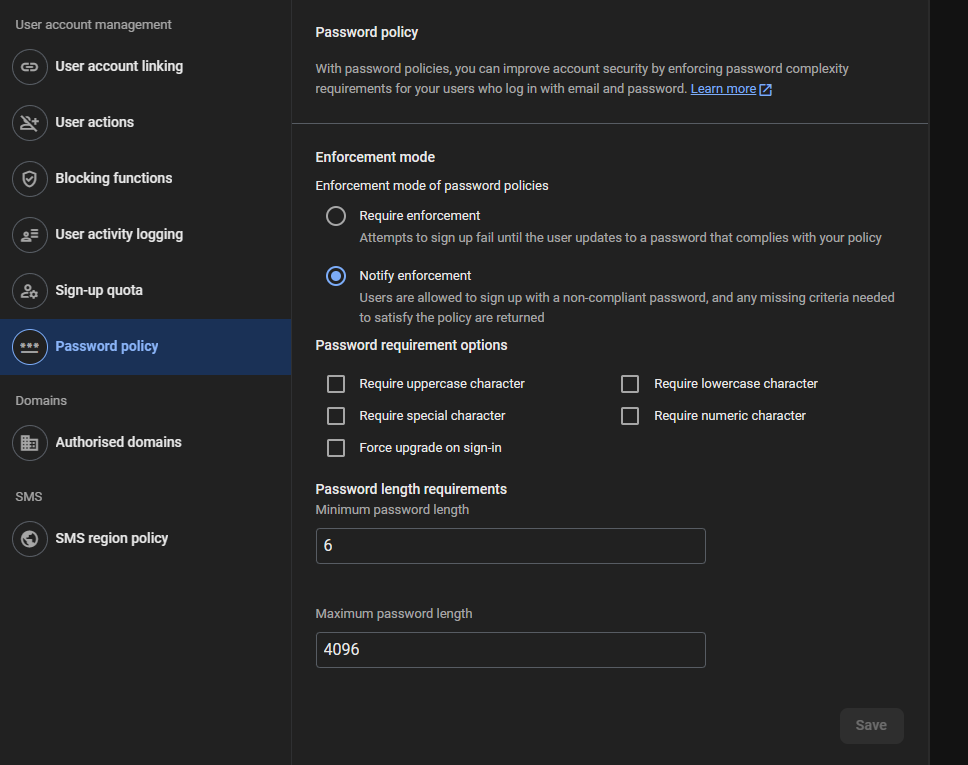 User account management
User account linking
User actions
Blocking functions
User activity logging
Sign-up quota
Password policy
Domains
Authorised domains
SMS
SMS region policy
Password policy
With password policies, you can improve account security by enforcing password complexity
requirements for your users who log in with email and password. Learn more
Enforcement mode
Enforcement mode of password policies
Require enforcement
Attempts to sign up fail until the user updates to a password that complies with your policy
Notify enforcement
Users are allowed to sign up with a non-compliant password, and any missing criteria needed
to satisfy the policy are returned
Password requirement options
Require uppercase character
Require lowercase character
Require special character
Require numeric character
Force upgrade on sign-in
Password length requirements
Minimum password length
6
Maximum password length
4096
Save